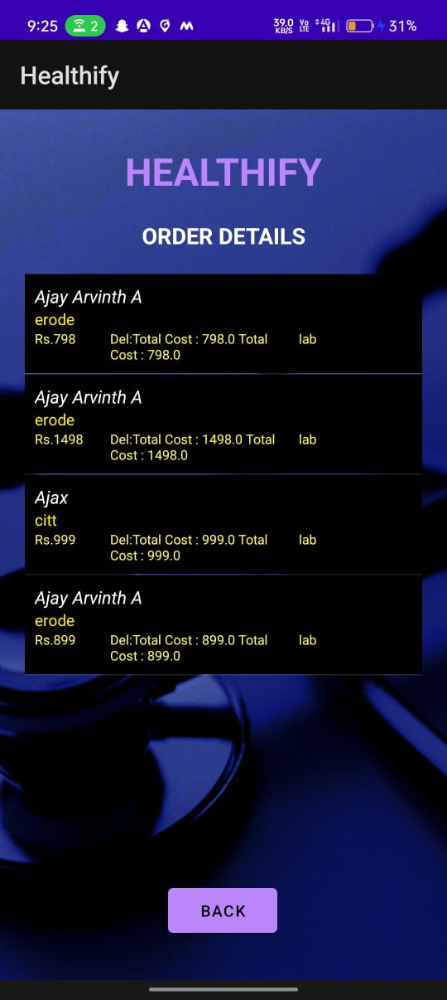 9:25 2 39.0 KB/S Vo LTE 4G 31%
Healthify
HEALTHIFY
ORDER DETAILS
Ajay Arvinth A
erode
Rs.798 Del:Total Cost : 798.0 Total lab
Cost : 798.0
Ajay Arvinth A
erode
Rs.1498 Del:Total Cost : 1498.0 Total lab
Cost : 1498.0
Ajax
citt
Rs.999 Del:Total Cost : 999.0 Total lab
Cost : 999.0
Ajay Arvinth A
erode
Rs.899 Del:Total Cost : 899.0 Total lab
Cost : 899.0
BACK